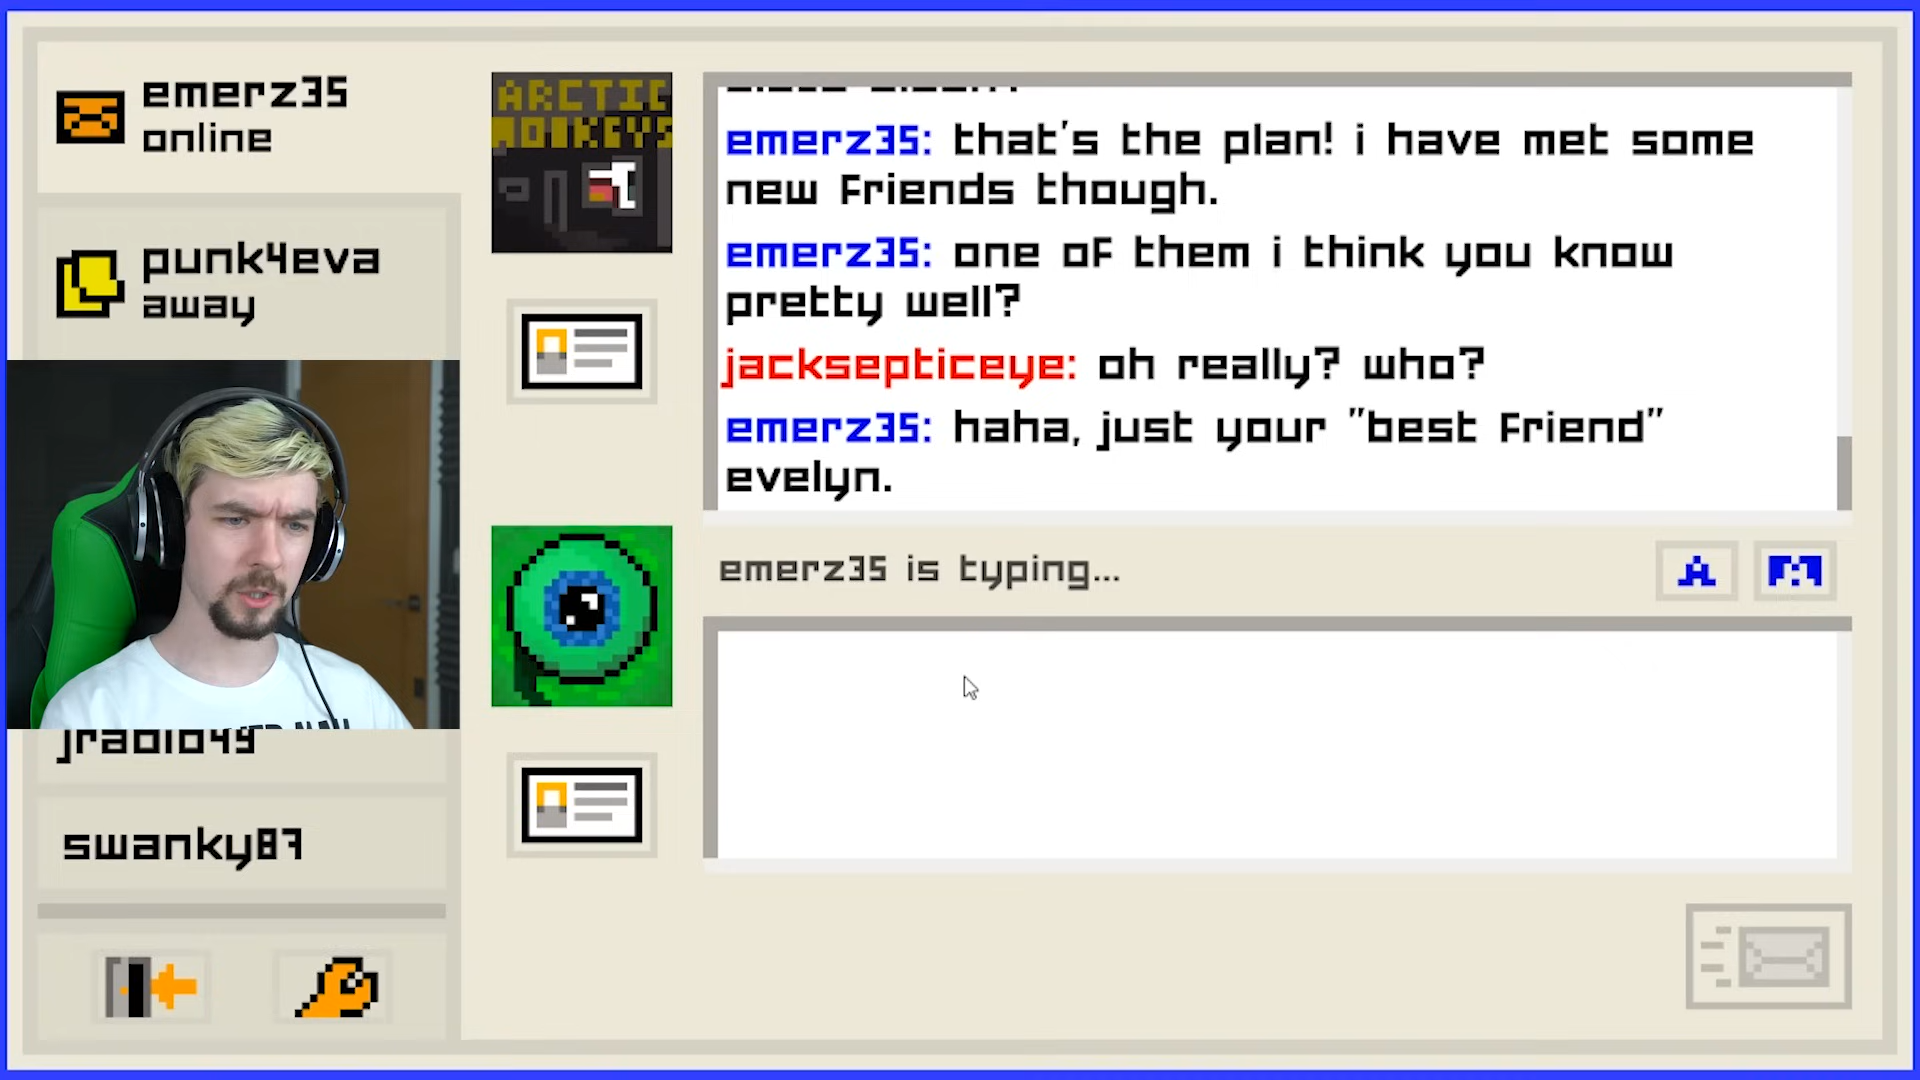 emerz35
online
punk4eva
away
jradio49
swanky87
ARCTIC
MONKEYS
emerz35: that's the plan! i have met some
new friends though.
emerz35: one of them i think you know
pretty well?
jacksepticeye: oh really? who?
emerz35: haha, just your "best friend"
evelyn.
emerz35 is typing...
A